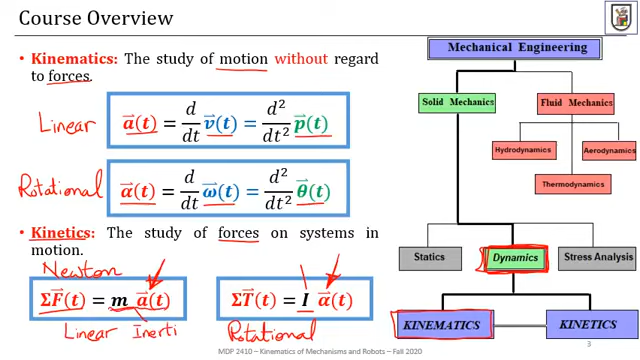 Course Overview
• Kinematics: The study of motion without regard
to forces.
Linear
a⃗(t) = d/dt v⃗(t) = d²/dt² p⃗(t)
Rotational
α⃗(t) = d/dt ω⃗(t) = d²/dt² θ⃗(t)
• Kinetics: The study of forces on systems in
motion.
Newton
ΣF⃗(t) = m a⃗(t)
ΣT⃗(t) = I α⃗(t)
Linear Inerti
Rotational
Mechanical Engineering
Solid Mechanics
Fluid Mechanics
Hydrodynamics
Aerodynamics
Thermodynamics
Statics
Dynamics
Stress Analysis
KINEMATICS
KINETICS
3
MDP 2410 – Kinematics of Mechanisms and Robots – Fall 2020